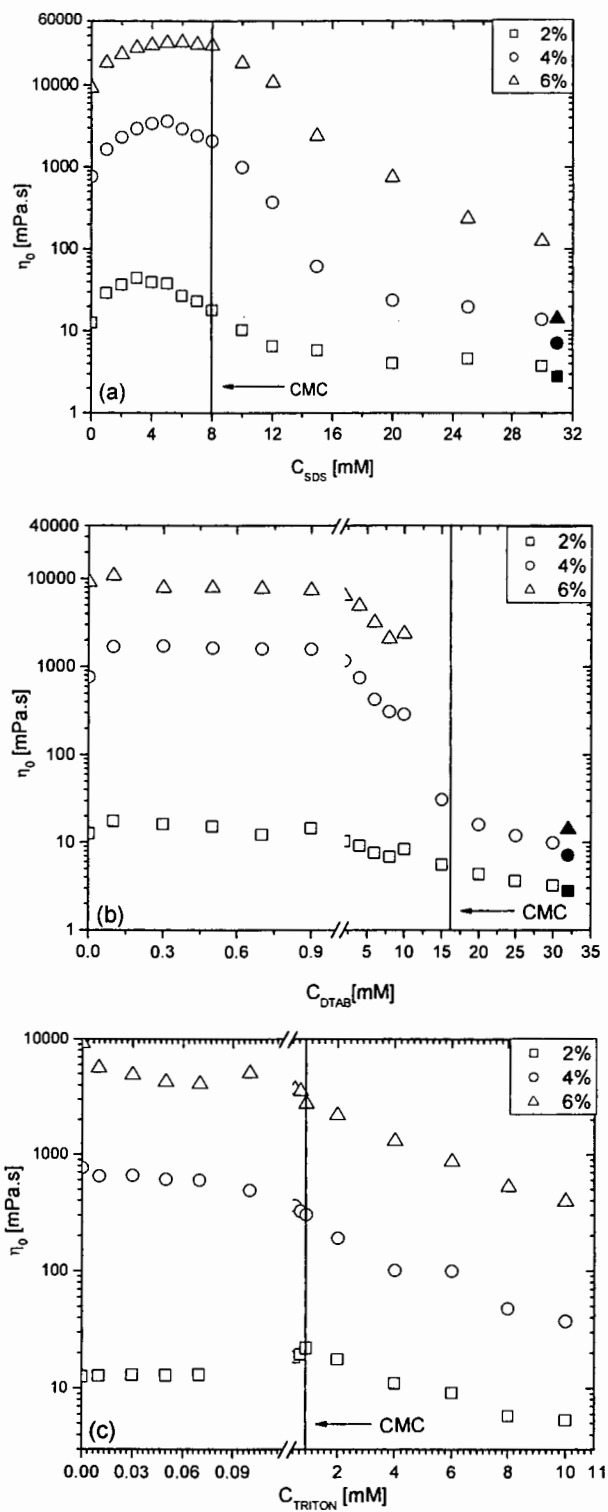 60000
10000
1000
100
10
1
η₀ [mPa.s]
2%
4%
6%
(a)
CMC
0 4 8 12 16 20 24 28 32
C_SDS [mM]
40000
10000
1000
100
10
1
η₀ [mPa.s]
2%
4%
6%
(b)
CMC
0.0 0.3 0.6 0.9 5 10 15 20 25 30 35
C_DTAB[mM]
10000
1000
100
10
η₀ [mPa.s]
2%
4%
6%
(c)
CMC
0.00 0.03 0.06 0.09 2 4 6 8 10 11
C_TRITON [mM]